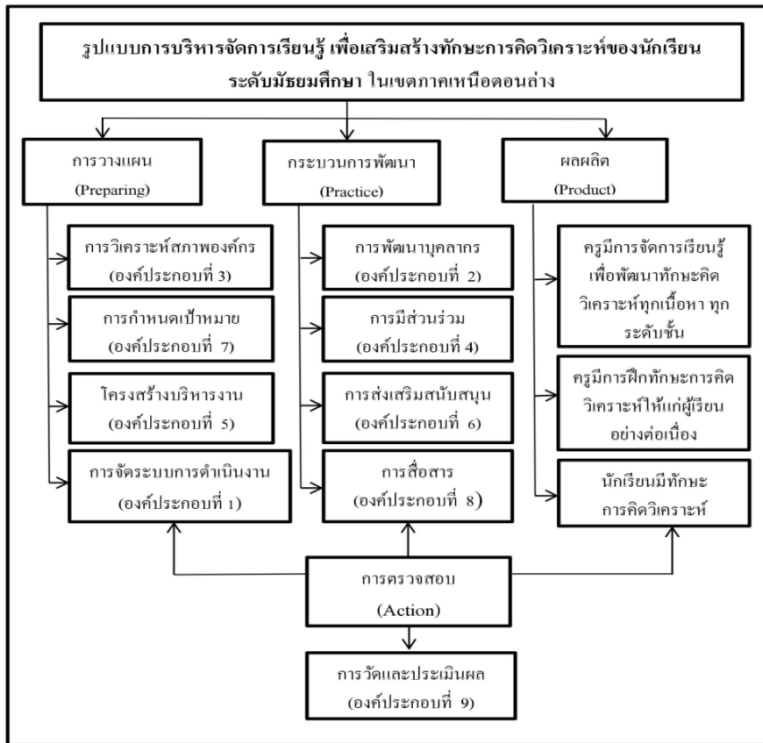 รูปแบบการบริหารจัดการเรียนรู้ เพื่อเสริมสร้างทักษะการคิดวิเคราะห์ของนักเรียน
ระดับมัธยมศึกษา ในเขตภาคเหนือตอนล่าง
การวางแผน
(Preparing)
การวิเคราะห์สภาพองค์กร
(องค์ประกอบที่ 3)
การกำหนดเป้าหมาย
(องค์ประกอบที่ 7)
โครงสร้างบริหารงาน
(องค์ประกอบที่ 5)
การจัดระบบการดำเนินงาน
(องค์ประกอบที่ 1)
กระบวนการพัฒนา
(Practice)
การพัฒนาบุคลากร
(องค์ประกอบที่ 2)
การมีส่วนร่วม
(องค์ประกอบที่ 4)
การส่งเสริมสนับสนุน
(องค์ประกอบที่ 6)
การสื่อสาร
(องค์ประกอบที่ 8)
ผลผลิต
(Product)
ครูมีการจัดการเรียนรู้
เพื่อพัฒนาทักษะคิด
วิเคราะห์ทุกเนื้อหา ทุก
ระดับชั้น
ครูมีการฝึกทักษะการคิด
วิเคราะห์ให้แก่ผู้เรียน
อย่างต่อเนื่อง
นักเรียนมีทักษะ
การคิดวิเคราะห์
การตรวจสอบ
(Action)
การวัดและประเมินผล
(องค์ประกอบที่ 9)